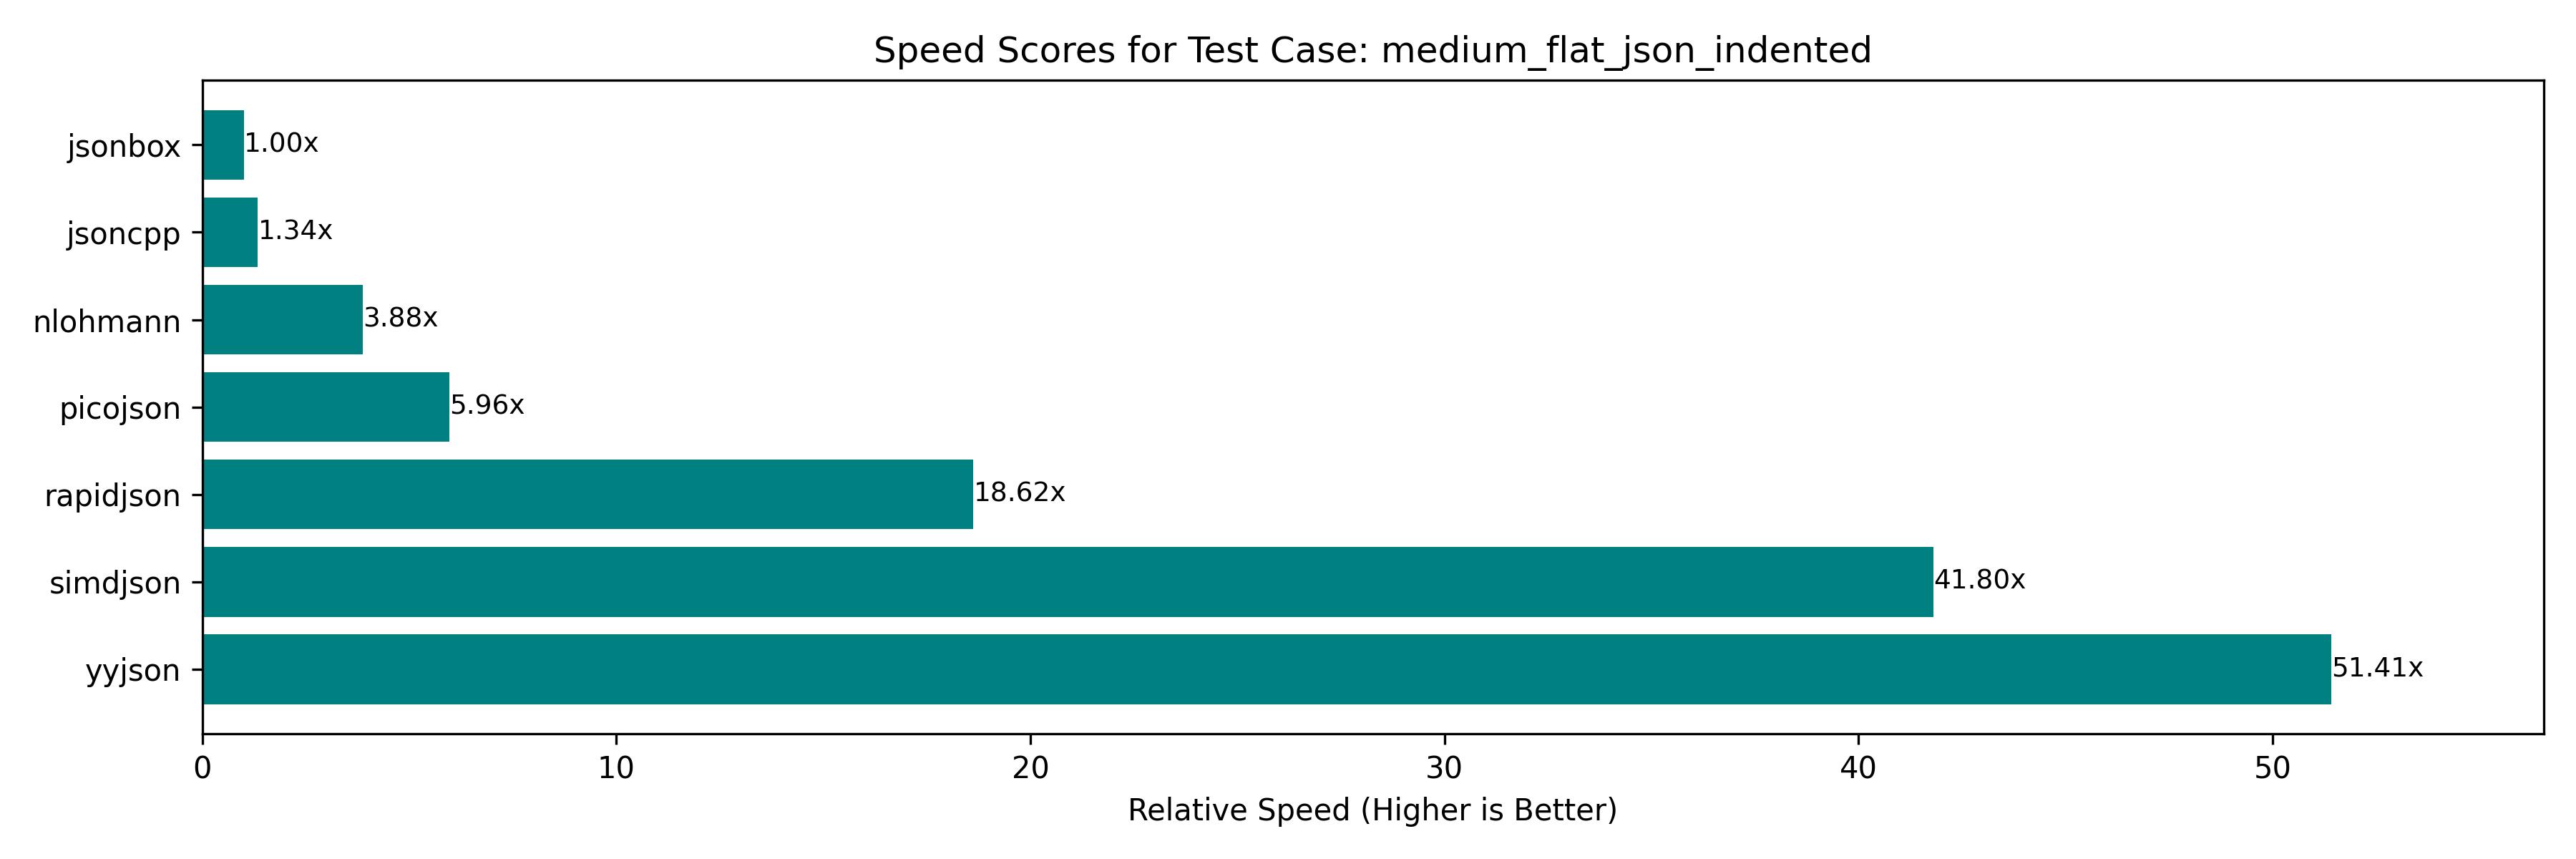 Speed Scores for Test Case: medium_flat_json_indented
jsonbox 1.00x
jsoncpp 1.34x
nlohmann 3.88x
picojson 5.96x
rapidjson 18.62x
simdjson 41.80x
yyjson 51.41x
0 10 20 30 40 50
Relative Speed (Higher is Better)